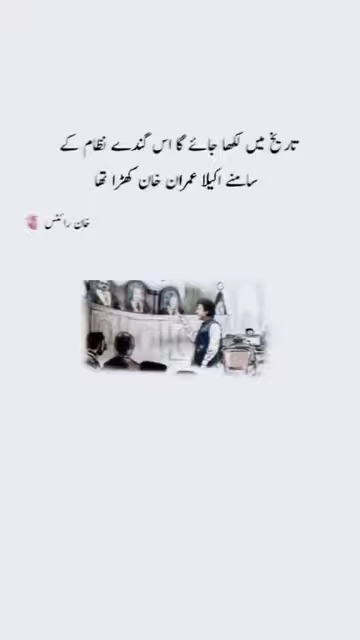 تاریخ میں لکھا جائے گا اس گندے نظام کے
سامنے اکیلا عمران خان کھڑا تھا
خان رائٹس